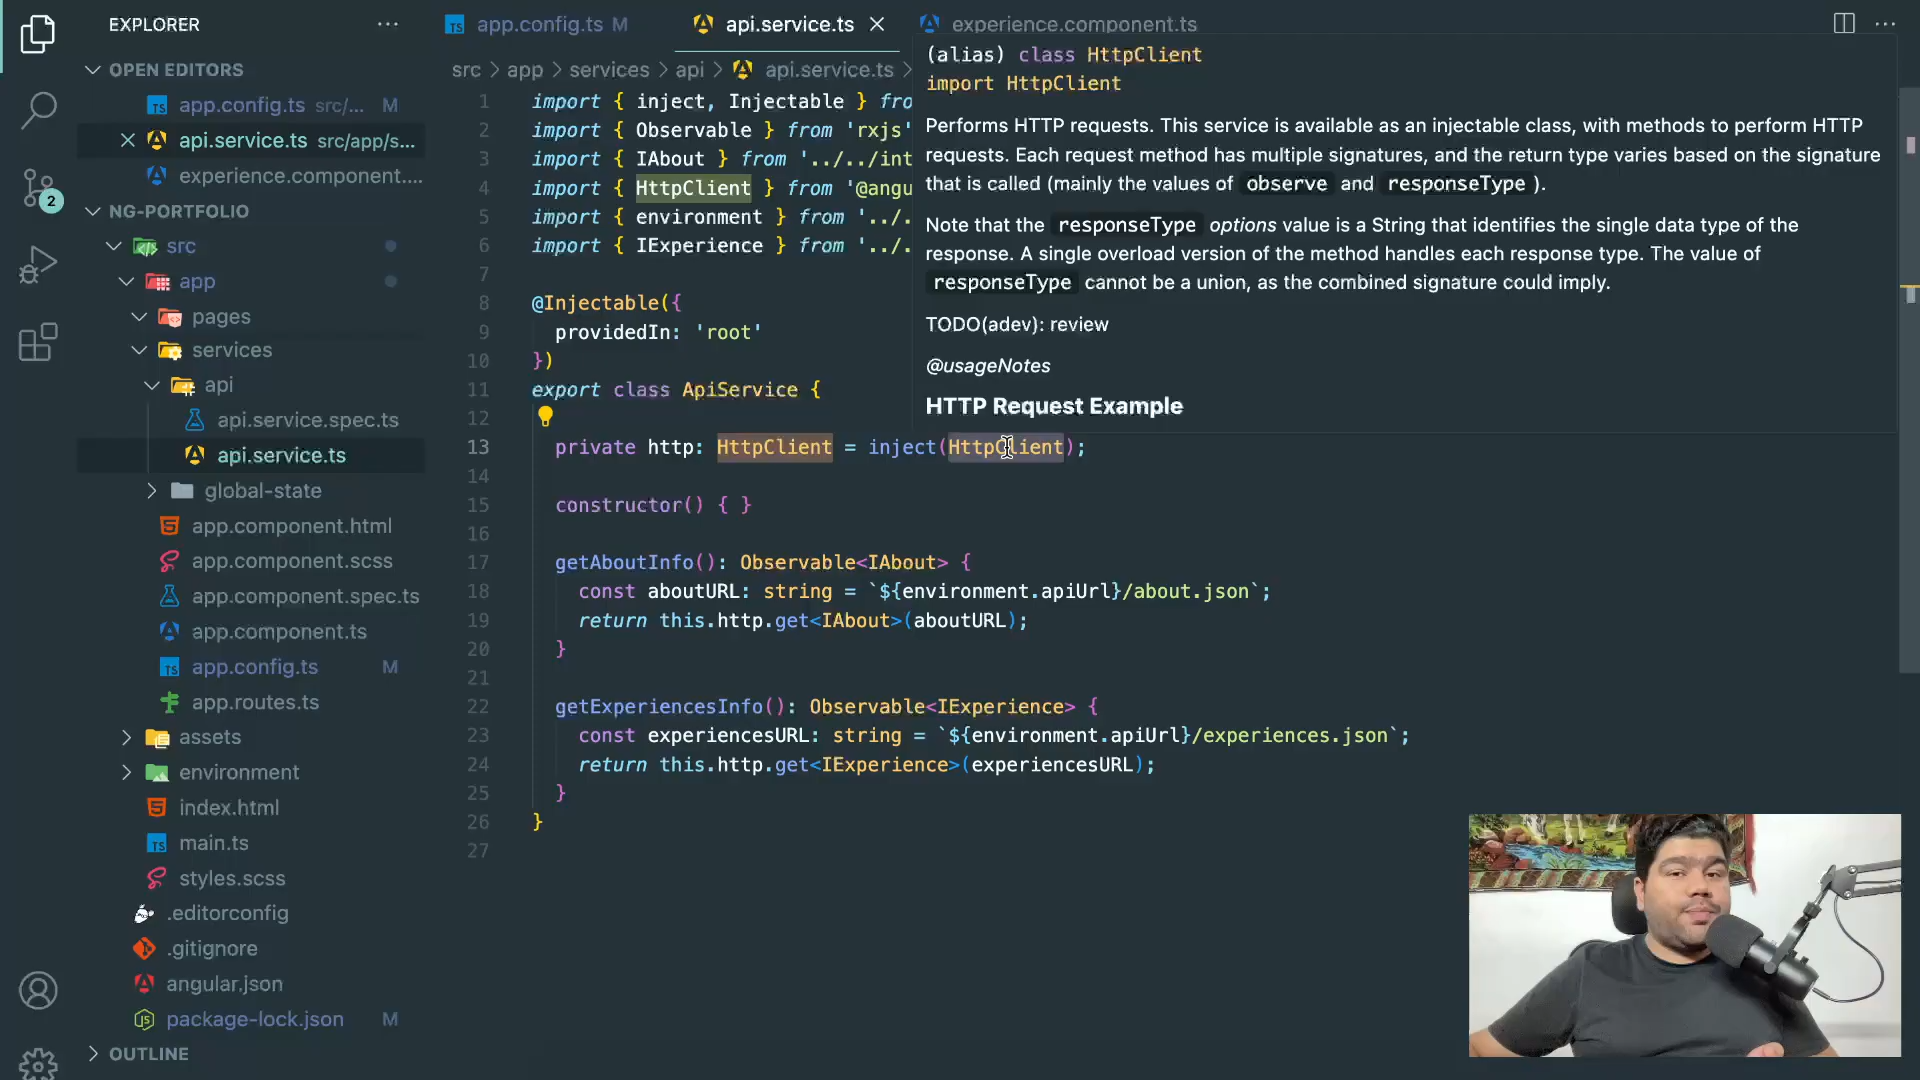 EXPLORER
OPEN EDITORS
app.config.ts src/... M
api.service.ts src/app/s...
experience.component....
2
NG-PORTFOLIO
src
app
pages
services
api
api.service.spec.ts
api.service.ts
global-state
app.component.html
app.component.scss
app.component.spec.ts
app.component.ts
app.config.ts M
app.routes.ts
assets
environment
index.html
main.ts
styles.scss
.editorconfig
.gitignore
angular.json
package-lock.json M
OUTLINE
TS app.config.ts M
api.service.ts
experience.component.ts
src > app > services > api > api.service.ts >
1 import { inject, Injectable } fro
2 import { Observable } from 'rxjs'
3 import { IAbout } from '../../int
4 import { HttpClient } from '@angu
5 import { environment } from '../.
6 import { IExperience } from '../.
7
8 @Injectable({
9 providedIn: 'root'
10 })
11 export class ApiService {
12
13 private http: HttpClient = inject(HttpClient);
14
15 constructor() { }
16
17 getAboutInfo(): Observable<IAbout> {
18 const aboutURL: string = `${environment.apiUrl}/about.json`;
19 return this.http.get<IAbout>(aboutURL);
20 }
21
22 getExperiencesInfo(): Observable<IExperience> {
23 const experiencesURL: string = `${environment.apiUrl}/experiences.json`;
24 return this.http.get<IExperience>(experiencesURL);
25 }
26 }
27
(alias) class HttpClient
import HttpClient
Performs HTTP requests. This service is available as an injectable class, with methods to perform HTTP
requests. Each request method has multiple signatures, and the return type varies based on the signature
that is called (mainly the values of observe and responseType ).
Note that the responseType options value is a String that identifies the single data type of the
response. A single overload version of the method handles each response type. The value of
responseType cannot be a union, as the combined signature could imply.
TODO(adev): review
@usageNotes
HTTP Request Example